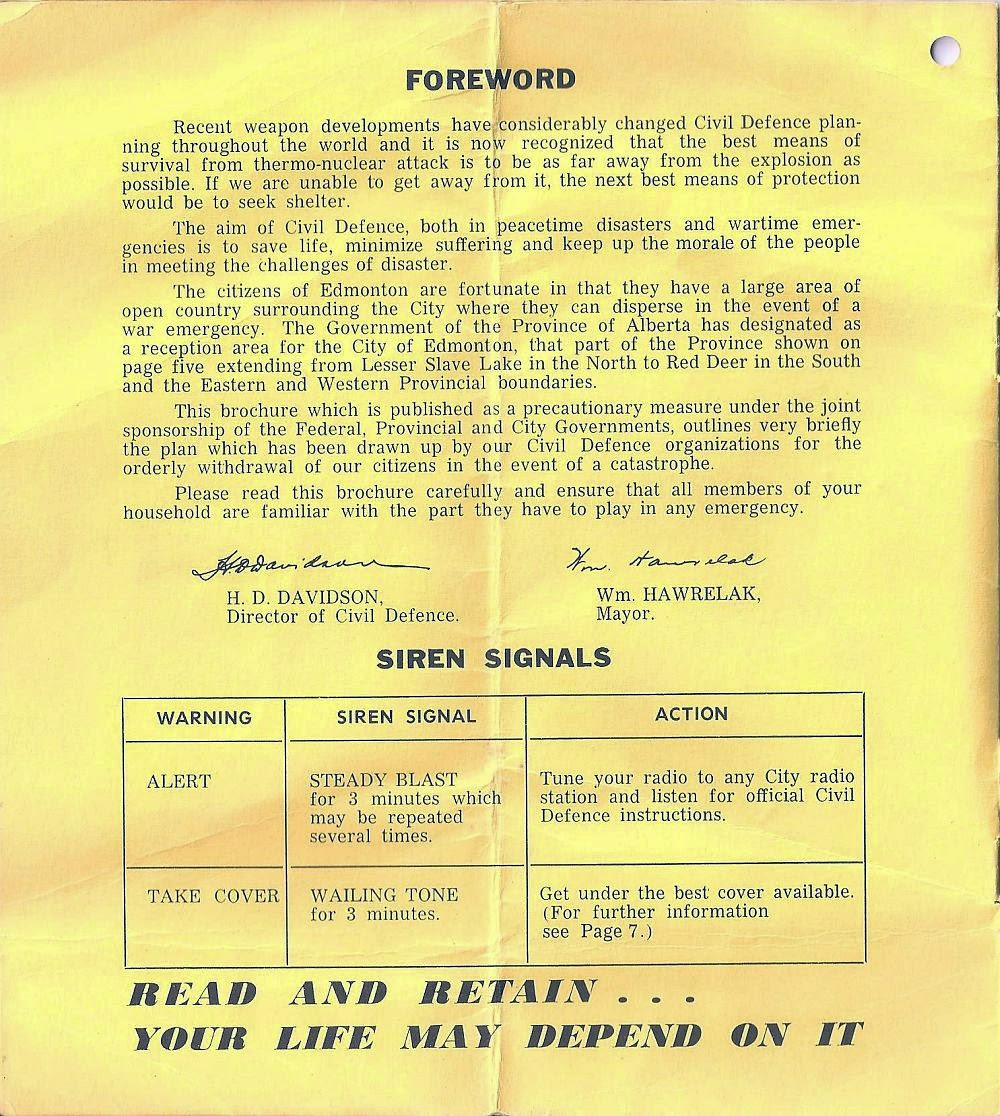 FOREWORD
Recent weapon developments have considerably changed Civil Defence plan-
ning throughout the world and it is now recognized that the best means of
survival from thermo-nuclear attack is to be as far away from the explosion as
possible. If we are unable to get away from it, the next best means of protection
would be to seek shelter.
The aim of Civil Defence, both in peacetime disasters and wartime emer-
gencies is to save life, minimize suffering and keep up the morale of the people
in meeting the challenges of disaster.
The citizens of Edmonton are fortunate in that they have a large area of
open country surrounding the City where they can disperse in the event of a
war emergency. The Government of the Province of Alberta has designated as
a reception area for the City of Edmonton, that part of the Province shown on
page five extending from Lesser Slave Lake in the North to Red Deer in the South
and the Eastern and Western Provincial boundaries.
This brochure which is published as a precautionary measure under the joint
sponsorship of the Federal, Provincial and City Governments, outlines very briefly
the plan which has been drawn up by our Civil Defence organizations for the
orderly withdrawal of our citizens in the event of a catastrophe.
Please read this brochure carefully and ensure that all members of your
household are familiar with the part they have to play in any emergency.
H D Davidson
Wm. Hawrelak
H. D. DAVIDSON,
Director of Civil Defence.
Wm. HAWRELAK,
Mayor.
SIREN SIGNALS
WARNING
SIREN SIGNAL
ACTION
ALERT
STEADY BLAST
for 3 minutes which
may be repeated
several times.
Tune your radio to any City radio
station and listen for official Civil
Defence instructions.
TAKE COVER
WAILING TONE
for 3 minutes.
Get under the best cover available.
(For further information
see Page 7.)
READ AND RETAIN . . .
YOUR LIFE MAY DEPEND ON IT